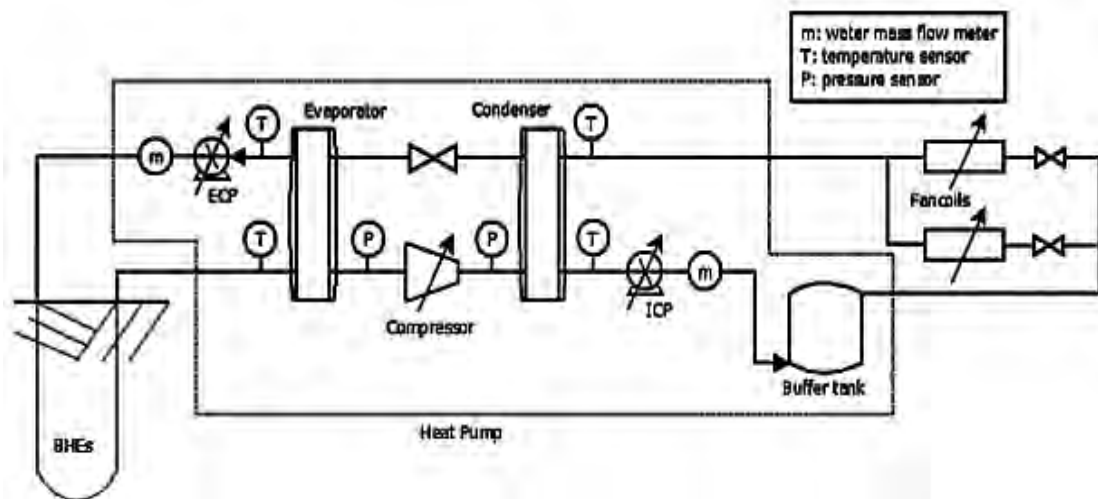 m: water mass flow meter
T: temperature sensor
P: pressure sensor
Evaporator
Condenser
T
T
m
ECP
Fancoils
T
P
P
T
m
ICP
Compressor
Buffer tank
Heat Pump
BHEs